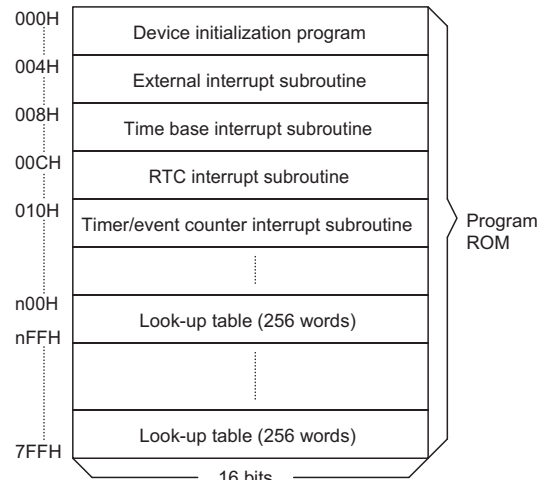 000H
Device initialization program
004H
External interrupt subroutine
008H
Time base interrupt subroutine
00CH
RTC interrupt subroutine
010H
Timer/event counter interrupt subroutine
Program
ROM
n00H
Look-up table (256 words)
nFFH
Look-up table (256 words)
7FFH
16 bits